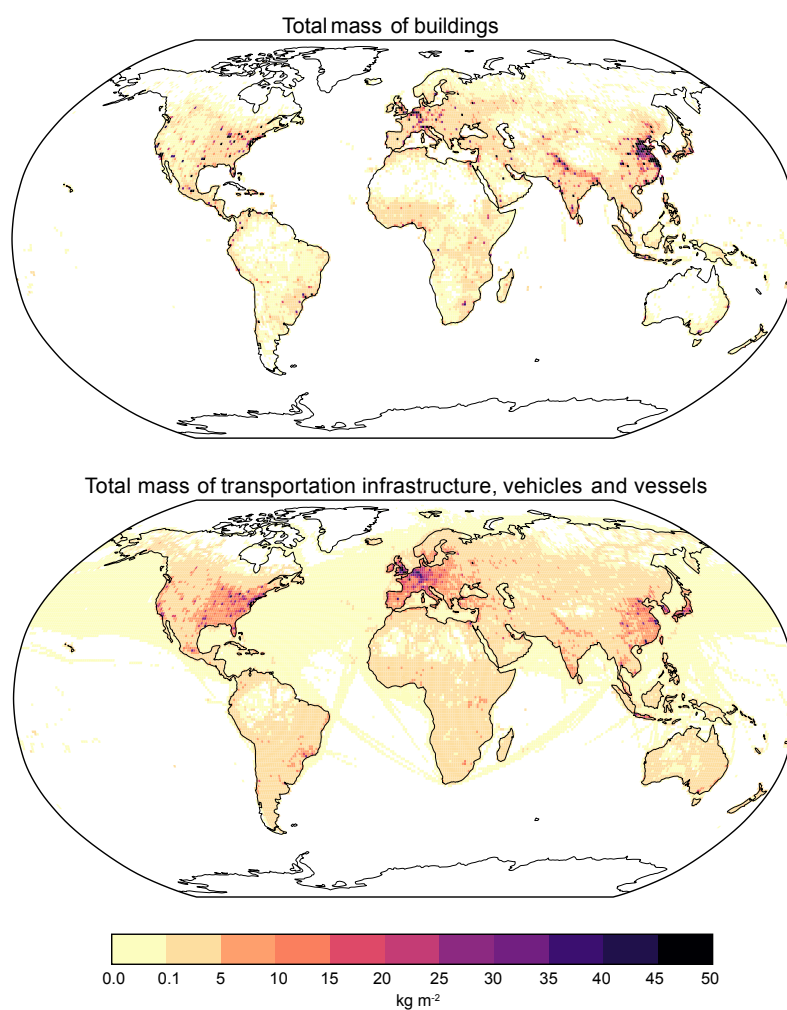 Total mass of buildings
Total mass of transportation infrastructure, vehicles and vessels
0.0 0.1 5 10 15 20 25 30 35 40 45 50
kg m⁻²